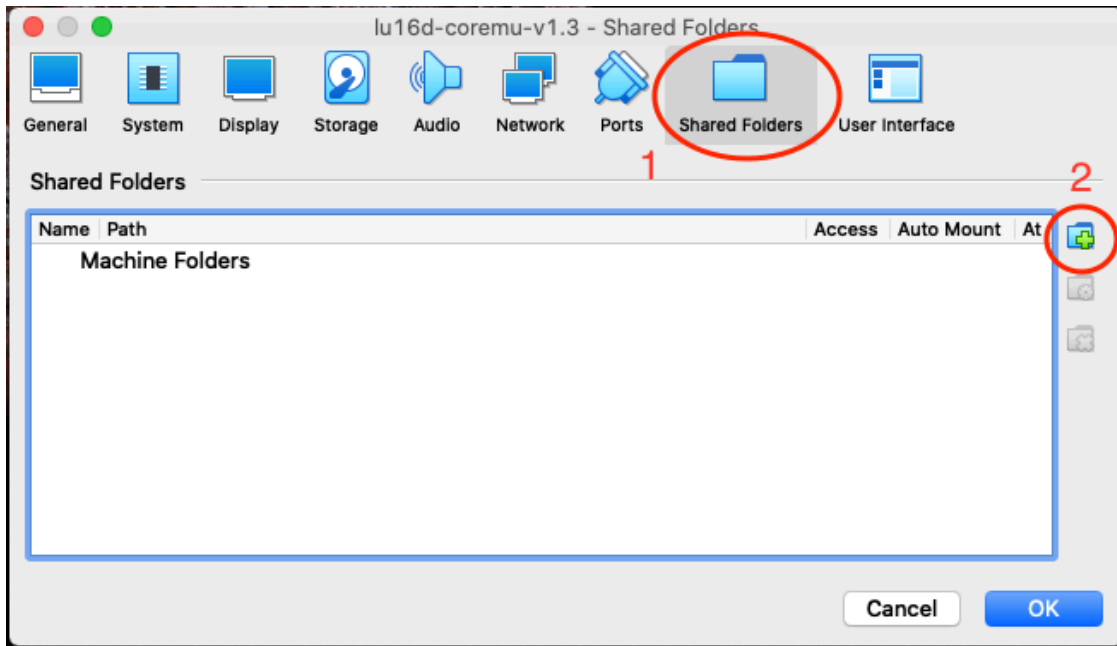 lu16d-coremu-v1.3 - Shared Folders
General System Display Storage Audio Network Ports Shared Folders User Interface
1
Shared Folders
2
Name Path Access Auto Mount At
Machine Folders
Cancel OK